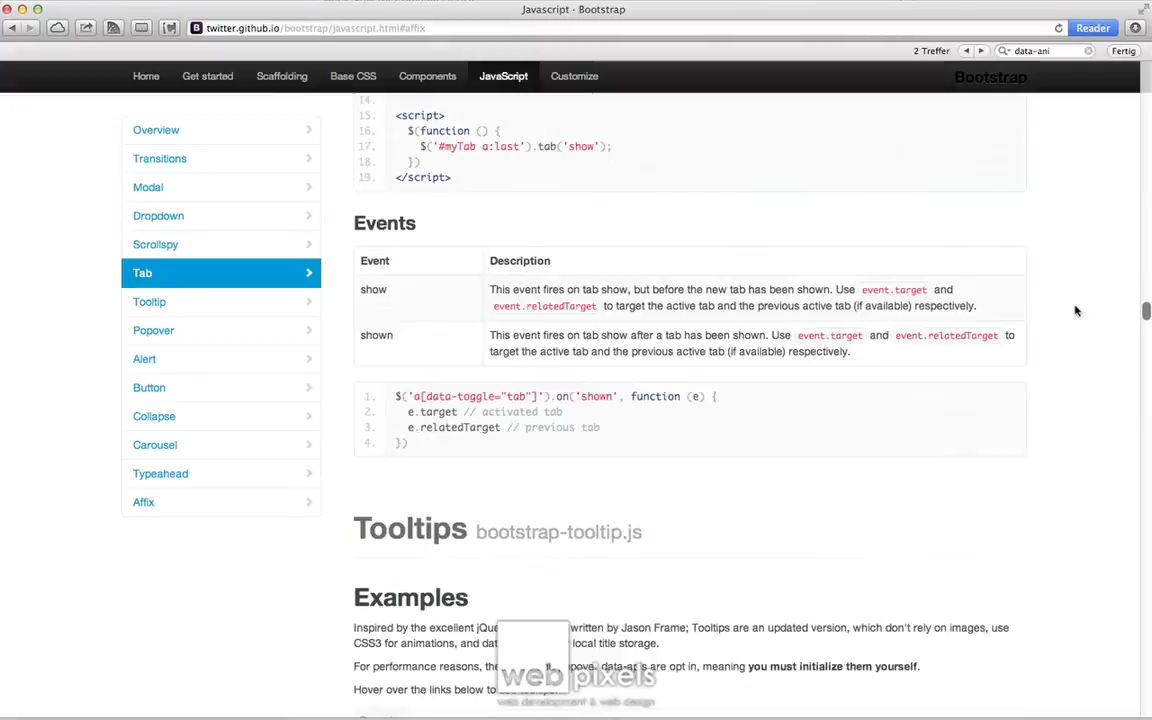 Javascript - Bootstrap
twitter.github.io/bootstrap/javascript.html#affix
Reader
2 Treffer
data-ani
Fertig
Home
Get started
Scaffolding
Base CSS
Components
JavaScript
Customize
Bootstrap
Overview
Transitions
Modal
Dropdown
Scrollspy
Tab
Tooltip
Popover
Alert
Button
Collapse
Carousel
Typeahead
Affix
14.
15. <script>
16. $(function () {
17. $('#myTab a:last').tab('show');
18. })
19. </script>
Events
Event Description
show This event fires on tab show, but before the new tab has been shown. Use event.target and
event.relatedTarget to target the active tab and the previous active tab (if available) respectively.
shown This event fires on tab show after a tab has been shown. Use event.target and event.relatedTarget to
target the active tab and the previous active tab (if available) respectively.
1. $('a[data-toggle="tab"]').on('shown', function (e) {
2. e.target // activated tab
3. e.relatedTarget // previous tab
4. })
Tooltips bootstrap-tooltip.js
Examples
Inspired by the excellent written by Jason Frame; Tooltips are an updated version, which don't rely on images, use
CSS3 for animations, and local title storage.
For performance reasons, data-apis are opt in, meaning you must initialize them yourself.
Hover over the links below to
web pixels
web development & web design